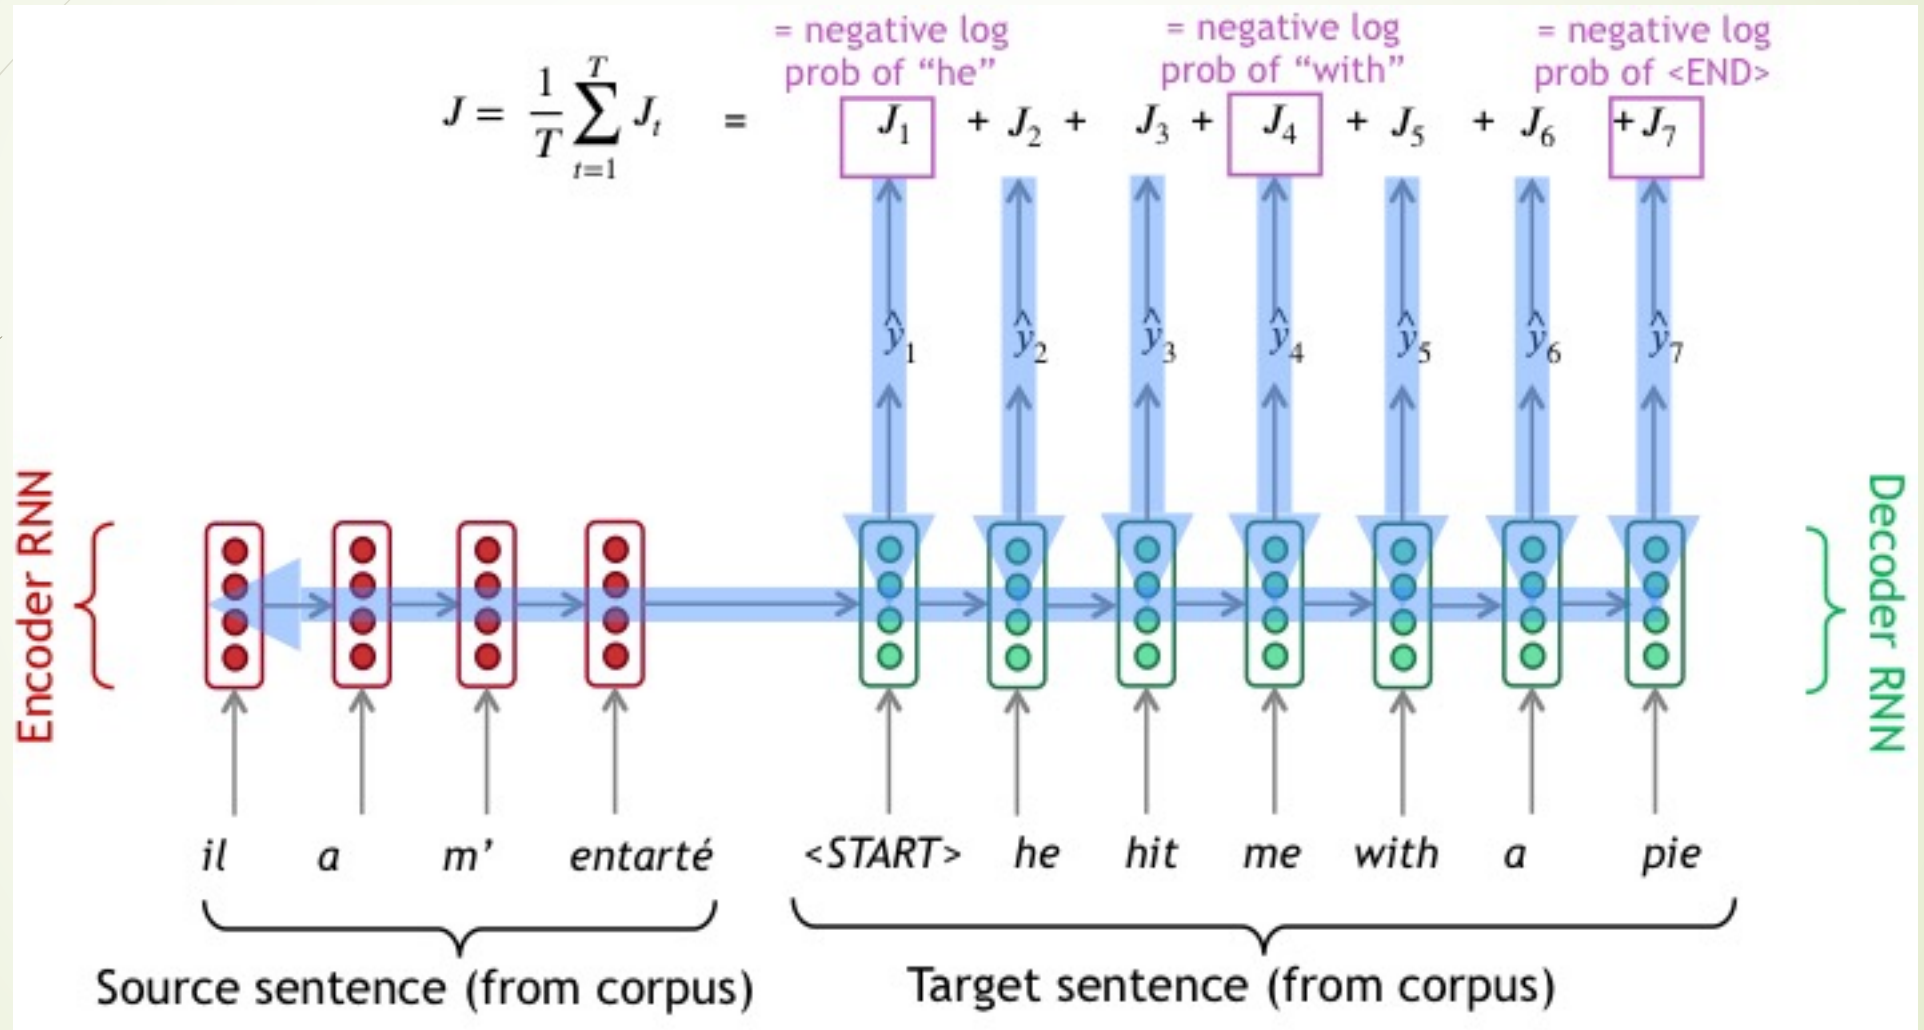 = negative log
prob of “he”
= negative log
prob of “with”
= negative log
prob of <END>
J = 1/T ∑_{t=1}^{T} J_t = J_1 + J_2 + J_3 + J_4 + J_5 + J_6 + J_7
ŷ_1 ŷ_2 ŷ_3 ŷ_4 ŷ_5 ŷ_6 ŷ_7
Encoder RNN
Decoder RNN
il a m’ entarté <START> he hit me with a pie
Source sentence (from corpus)
Target sentence (from corpus)